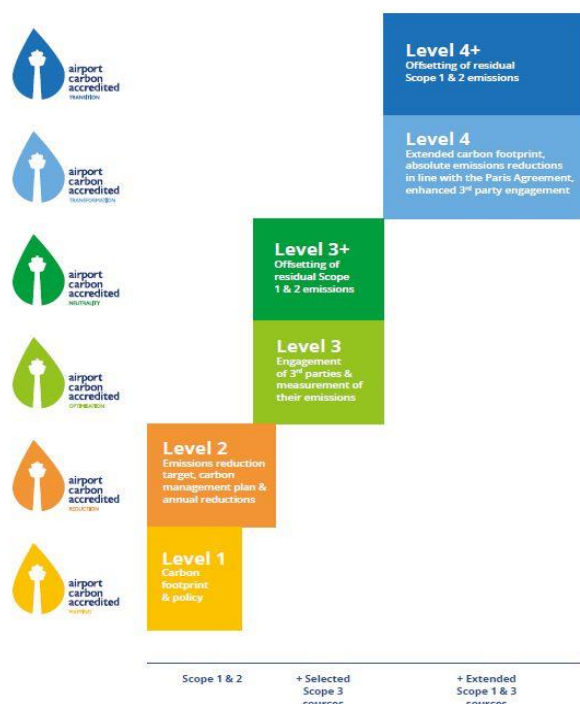 airport
carbon
accredited
TRANSITION
Level 4+
Offsetting of residual
Scope 1 & 2 emissions
airport
carbon
accredited
TRANSFORMATION
Level 4
Extended carbon footprint,
absolute emissions reductions
in line with the Paris Agreement,
enhanced 3rd party engagement
airport
carbon
accredited
NEUTRALITY
Level 3+
Offsetting of
residual Scope
1 & 2 emissions
airport
carbon
accredited
OPTIMISATION
Level 3
Engagement
of 3rd parties &
measurement of
their emissions
airport
carbon
accredited
REDUCTION
Level 2
Emissions reduction
target, carbon
management plan &
annual reductions
airport
carbon
accredited
MAPPING
Level 1
Carbon
footprint
& policy
Scope 1 & 2
+ Selected
Scope 3
sources
+ Extended
Scope 1 & 3
sources